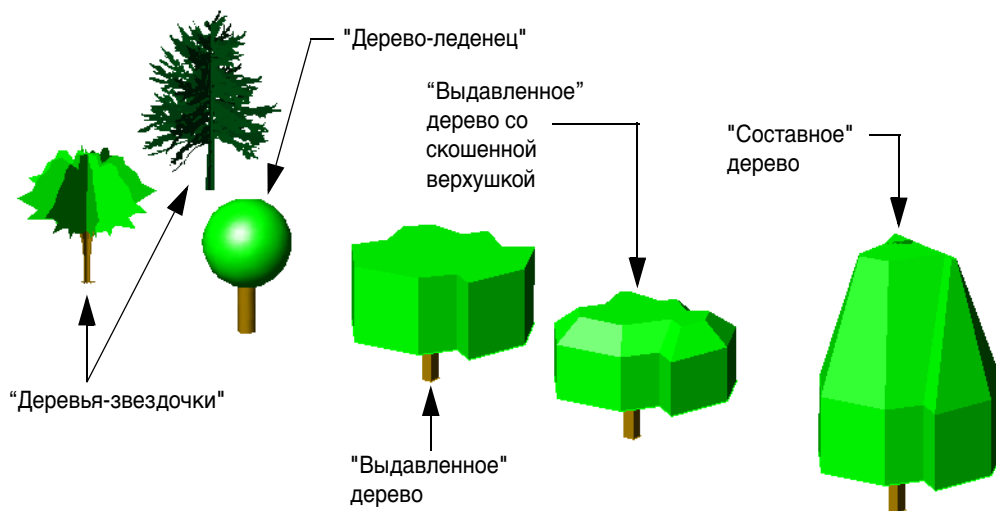 "Дерево-леденец"
“Выдавленное”
дерево со
скошенной
верхушкой
"Составное"
дерево
“Деревья-звездочки"
"Выдавленное"
дерево